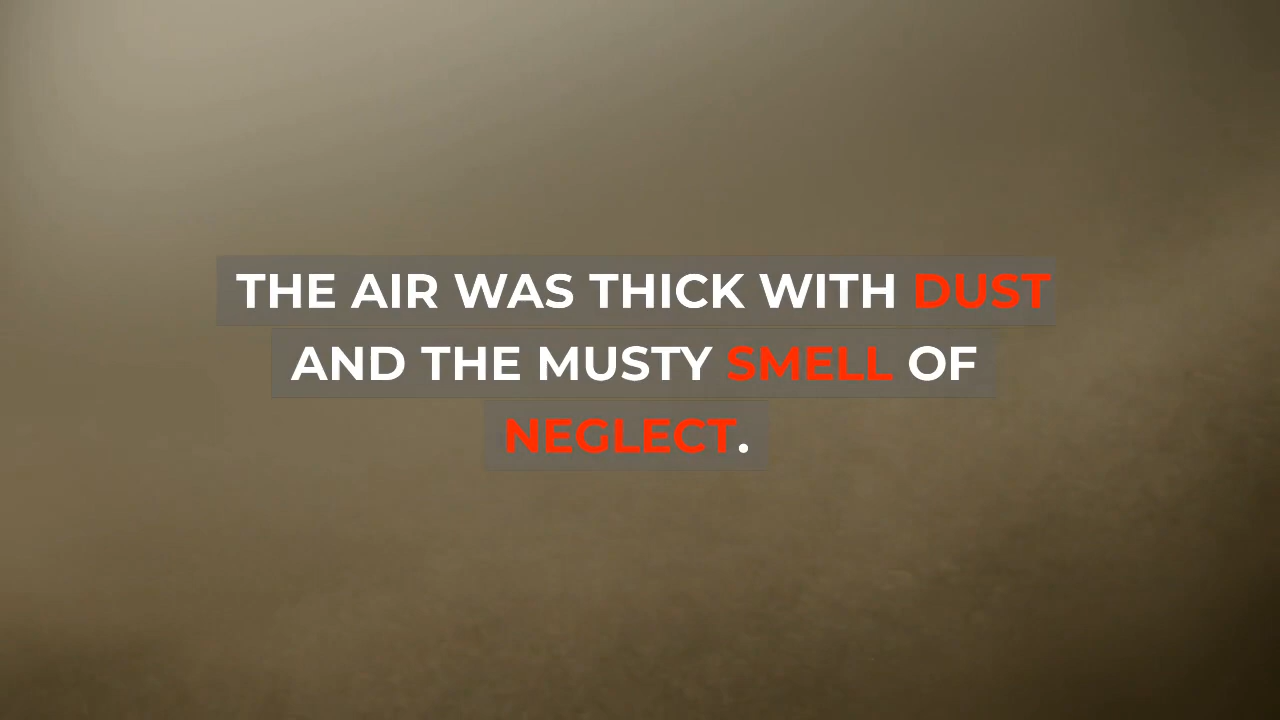 THE AIR WAS THICK WITH DUST
AND THE MUSTY SMELL OF
NEGLECT.